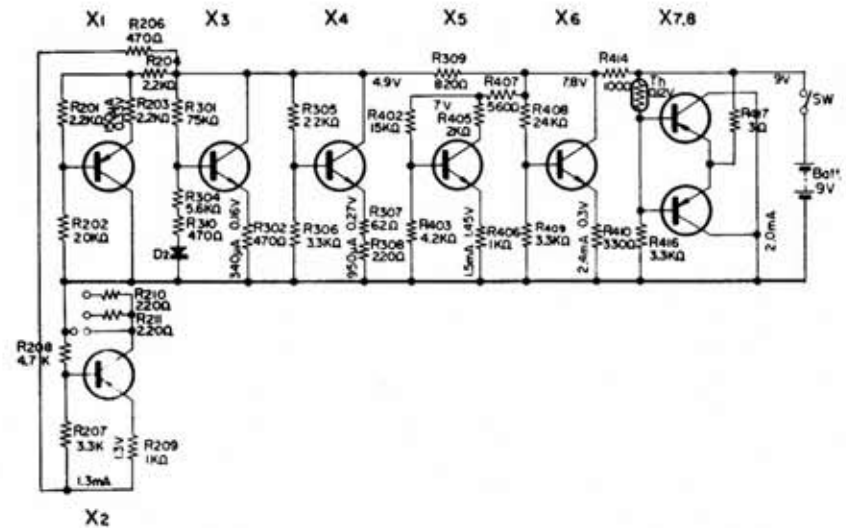 X1 X3 X4 X5 X6 X7,8
R206
470Ω
R204
2.2KΩ
R309
820Ω
4.9V
R414
100Ω
7.8V
9V
SW
Batt.
9V
R201
2.2KΩ
R203
2.2KΩ
R301
75KΩ
R305
2.2KΩ
7V
R407
560Ω
R402
15KΩ
R405
2KΩ
R408
24KΩ
Th
3Ω
R202
20KΩ
R304
5.6KΩ
R310
470Ω
D2
0.16V
340μA
R302
470Ω
R306
3.3KΩ
0.27V
950μA
R307
62Ω
R308
220Ω
R403
4.2KΩ
1.45V
1.5mA
R406
1KΩ
R409
3.3KΩ
0.3V
2.4mA
R410
330Ω
R416
3.3KΩ
2.0mA
R210
220Ω
R211
220Ω
R208
4.7K
R207
3.3K
1.3V
R209
1KΩ
1.3mA
X2